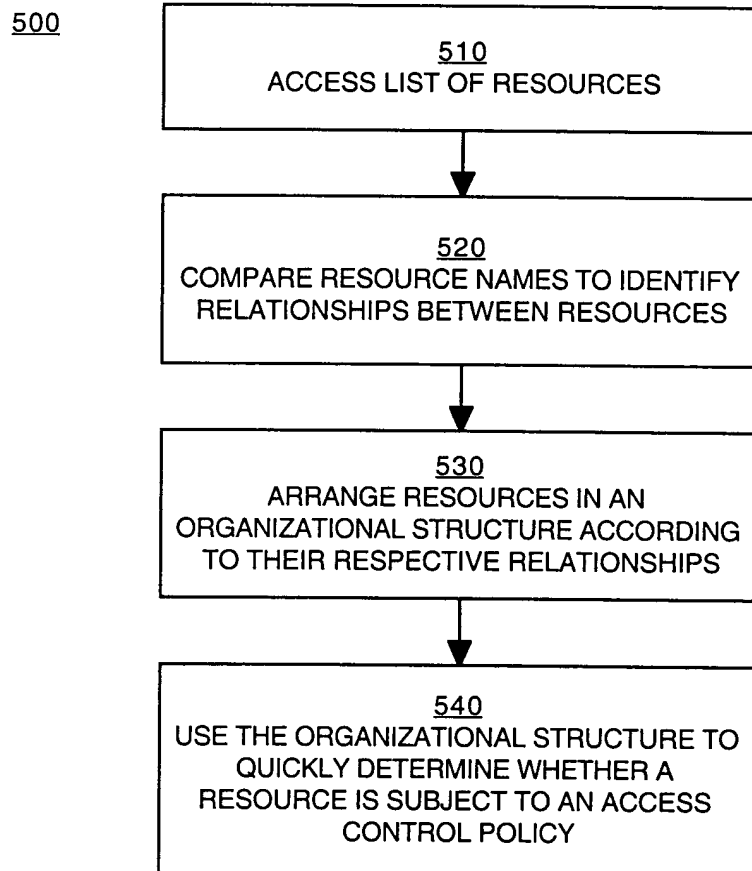 500
510
ACCESS LIST OF RESOURCES
520
COMPARE RESOURCE NAMES TO IDENTIFY
RELATIONSHIPS BETWEEN RESOURCES
530
ARRANGE RESOURCES IN AN
ORGANIZATIONAL STRUCTURE ACCORDING
TO THEIR RESPECTIVE RELATIONSHIPS
540
USE THE ORGANIZATIONAL STRUCTURE TO
QUICKLY DETERMINE WHETHER A
RESOURCE IS SUBJECT TO AN ACCESS
CONTROL POLICY